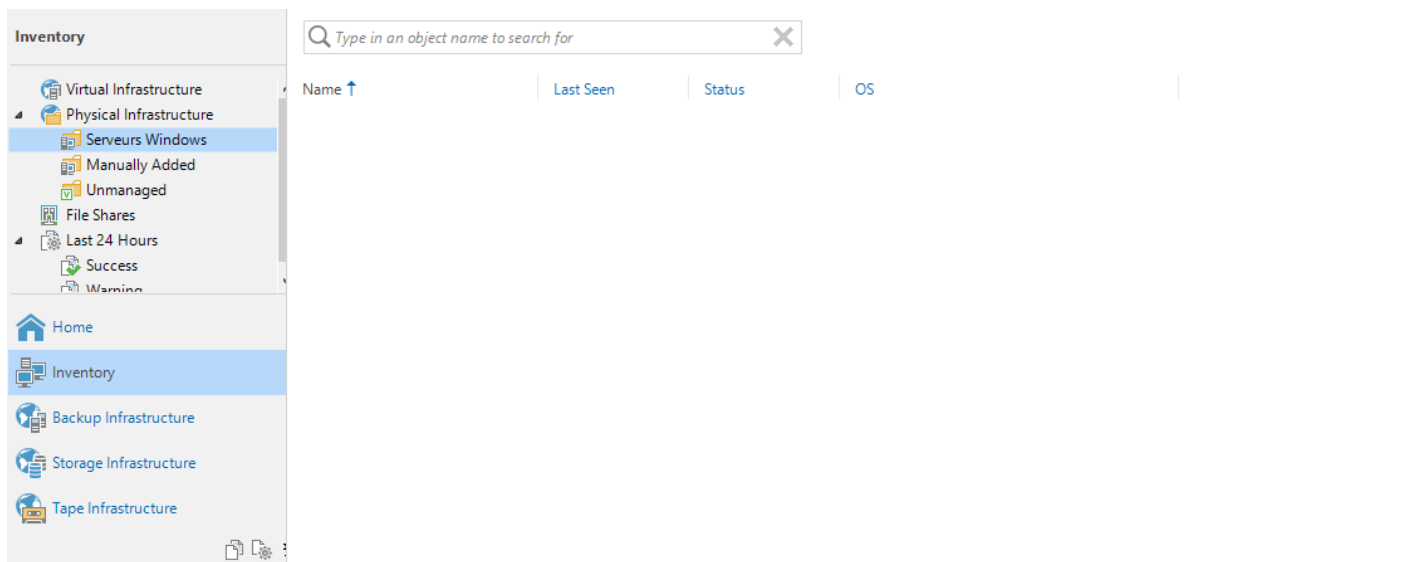 Inventory
Type in an object name to search for
Virtual Infrastructure
Physical Infrastructure
Serveurs Windows
Manually Added
Unmanaged
File Shares
Last 24 Hours
Success
Warning
Name Last Seen Status OS
Home
Inventory
Backup Infrastructure
Storage Infrastructure
Tape Infrastructure